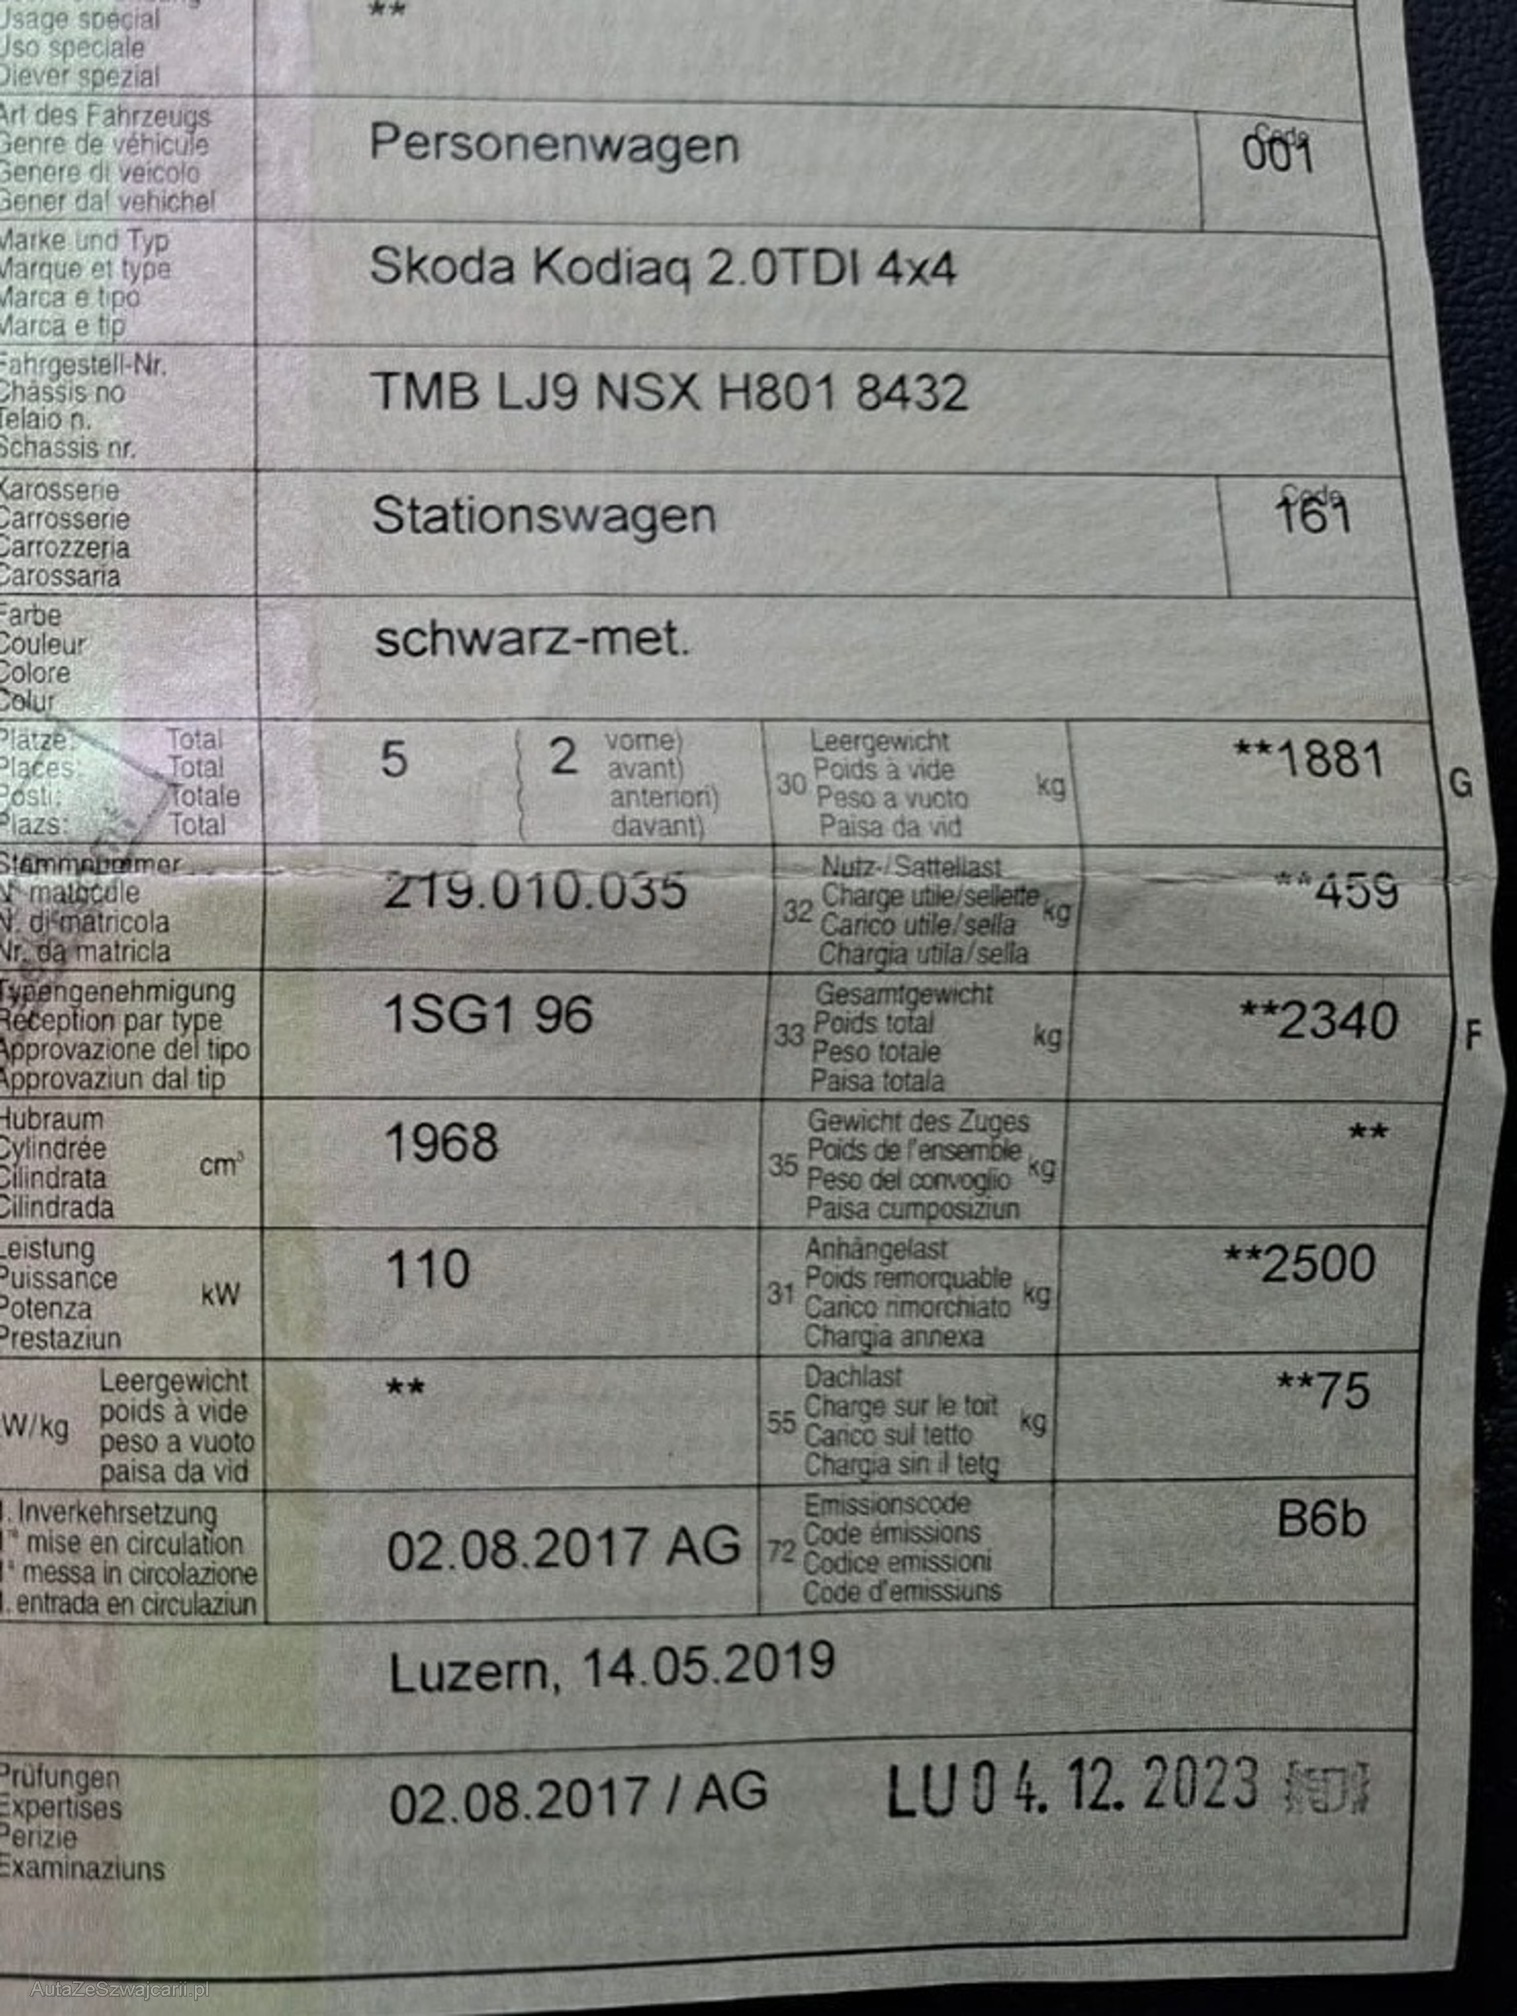 Usage special
Uso speciale
Diever spezial
**
Art des Fahrzeugs
Genre de véhicule
Genere di veicolo
Gener dal vehichel
Personenwagen
Code
001
Marke und Typ
Marque et type
Marca e tipo
Marca e tip
Skoda Kodiaq 2.0TDI 4x4
Fahrgestell-Nr.
Châssis no
Telaio n.
Schassis nr.
TMB LJ9 NSX H801 8432
Karosserie
Carrosserie
Carrozzeria
Carossaria
Stationswagen
Code
161
Farbe
Couleur
Colore
Colur
schwarz-met.
Plätze: Total
Places: Total
Posti: Totale
Plazs: Total
5
2
vorne)
avant)
anteriori)
davant)
30
Leergewicht
Poids à vide
Peso a vuoto
Paisa da vid
kg
**1881
G
Stammnummer
N° matricule
N. di matricola
Nr. da matricla
219.010.035
32
Nutz-/Sattellast
Charge utile/sellette
Carico utile/sella
Chargia utila/sella
kg
**459
Typengenehmigung
Réception par type
Approvazione del tipo
Approvaziun dal tip
1SG1 96
33
Gesamtgewicht
Poids total
Peso totale
Paisa totala
kg
**2340
F
Hubraum
Cylindrée
Cilindrata
Cilindrada
cm³
1968
35
Gewicht des Zuges
Poids de l'ensemble
Peso del convoglio
Paisa cumposiziun
kg
**
Leistung
Puissance
Potenza
Prestaziun
kW
110
31
Anhängelast
Poids remorquable
Carico rimorchiato
Chargia annexa
kg
**2500
W/kg
Leergewicht
poids à vide
peso a vuoto
paisa da vid
**
55
Dachlast
Charge sur le toit
Carico sul tetto
Chargia sin il tetg
kg
**75
1. Inverkehrsetzung
1re mise en circulation
1a messa in circolazione
1. entrada en circulaziun
02.08.2017 AG
72
Emissionscode
Code émissions
Codice emissioni
Code d'emissiuns
B6b
Luzern, 14.05.2019
Prüfungen
Expertises
Perizie
Examinaziuns
02.08.2017 / AG
LU 04. 12. 2023
AutaZeSzwajcarii.pl